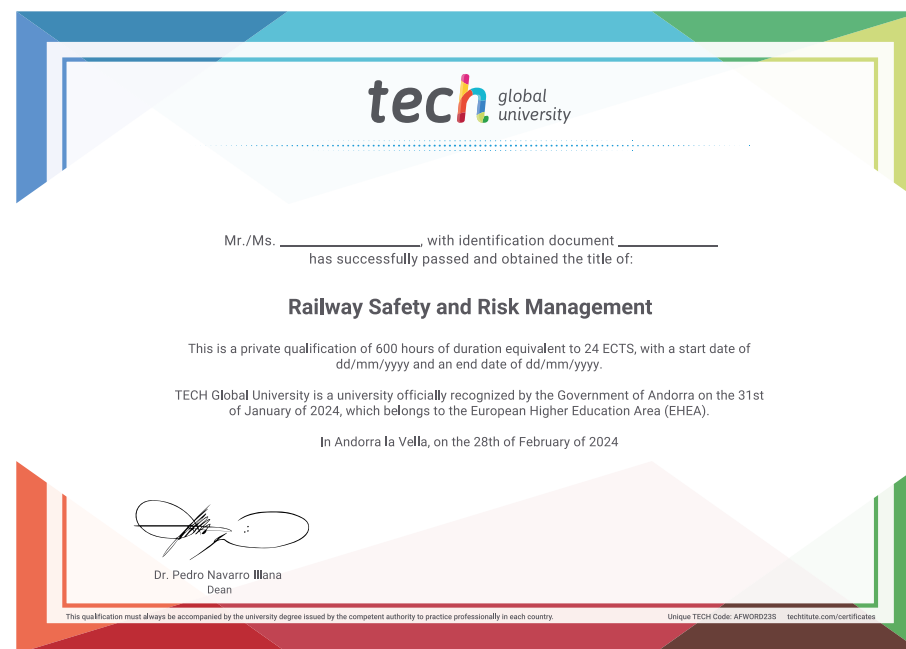 tech global
university
Mr./Ms. ____________, with identification document ____________
has successfully passed and obtained the title of:
Railway Safety and Risk Management
This is a private qualification of 600 hours of duration equivalent to 24 ECTS, with a start date of
dd/mm/yyyy and an end date of dd/mm/yyyy.
TECH Global University is a university officially recognized by the Government of Andorra on the 31st
of January of 2024, which belongs to the European Higher Education Area (EHEA).
In Andorra la Vella, on the 28th of February of 2024
Dr. Pedro Navarro Illana
Dean
This qualification must always be accompanied by the university degree issued by the competent authority to practice professionally in each country. Unique TECH Code: AFWORD23S techtitute.com/certificates